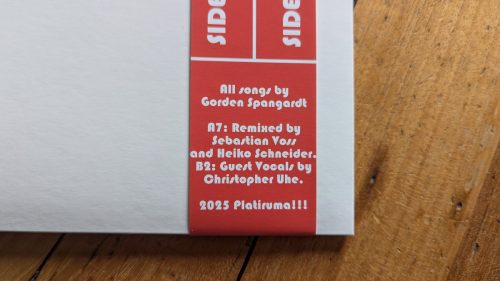 SIDE
SIDE
All songs by
Gorden Spangardt
A7: Remixed by
Sebastian Voss
and Heiko Schneider.
B2: Guest Vocals by
Christopher Uhe.
2025 Platiruma!!!